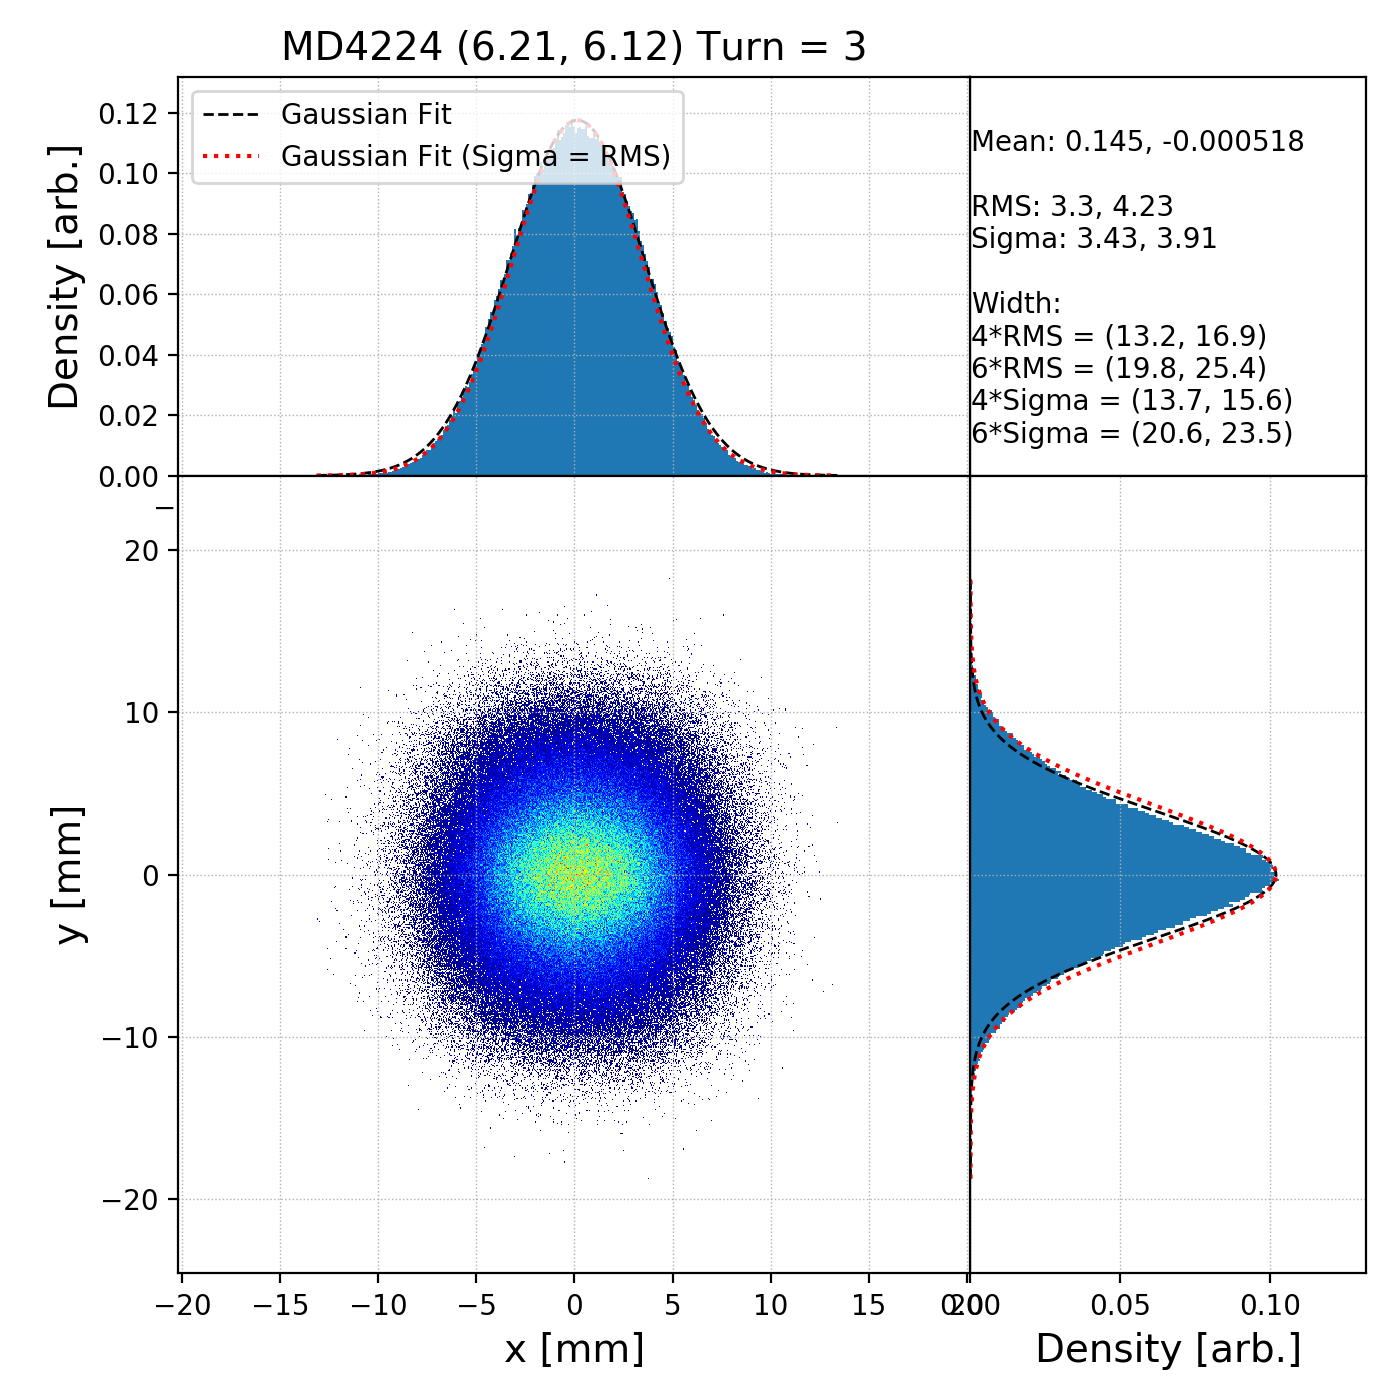 MD4224 (6.21, 6.12) Turn = 3
Gaussian Fit
Gaussian Fit (Sigma = RMS)
Density [arb.]
0.12
0.10
0.08
0.06
0.04
0.02
0.00
Mean: 0.145, -0.000518
RMS: 3.3, 4.23
Sigma: 3.43, 3.91
Width:
4*RMS = (13.2, 16.9)
6*RMS = (19.8, 25.4)
4*Sigma = (13.7, 15.6)
6*Sigma = (20.6, 23.5)
y [mm]
20
10
0
−10
−20
−20 −15 −10 −5 0 5 10 15 20
x [mm]
0.00 0.05 0.10
Density [arb.]